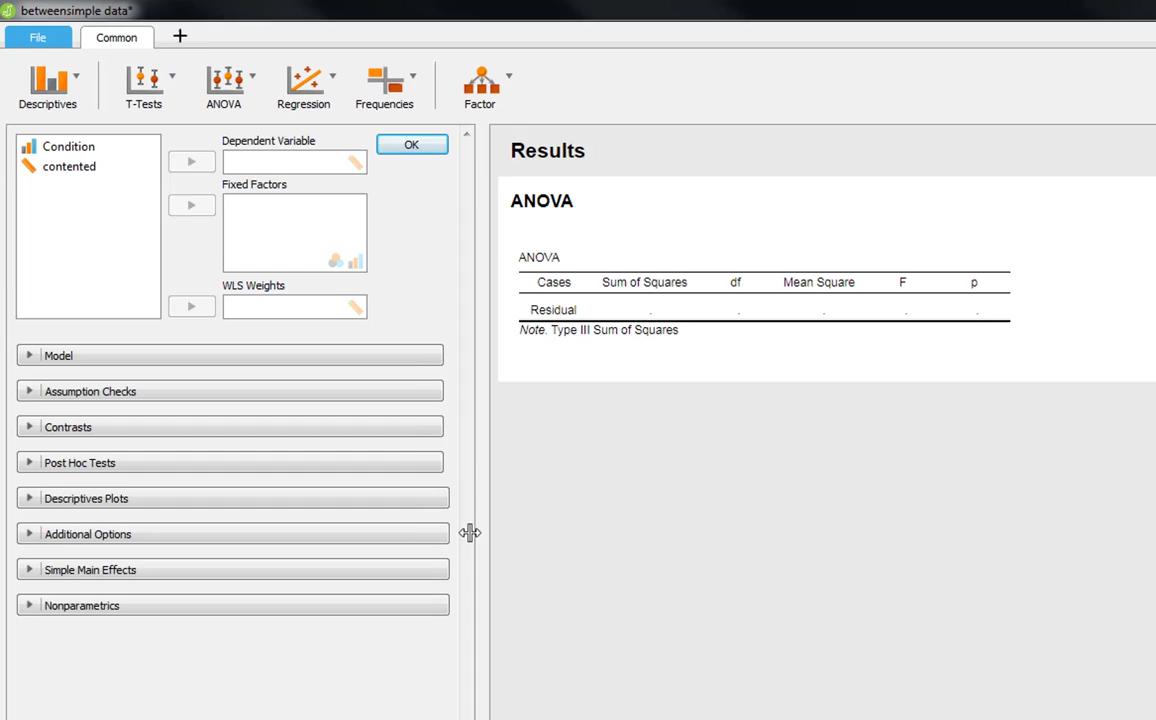 betweensimple data*
File
Common
+
Descriptives
T-Tests
ANOVA
Regression
Frequencies
Factor
Condition
contented
Dependent Variable
OK
Fixed Factors
WLS Weights
Model
Assumption Checks
Contrasts
Post Hoc Tests
Descriptives Plots
Additional Options
Simple Main Effects
Nonparametrics
Results
ANOVA
ANOVA
Cases Sum of Squares df Mean Square F p
Residual . . . . .
Note. Type III Sum of Squares